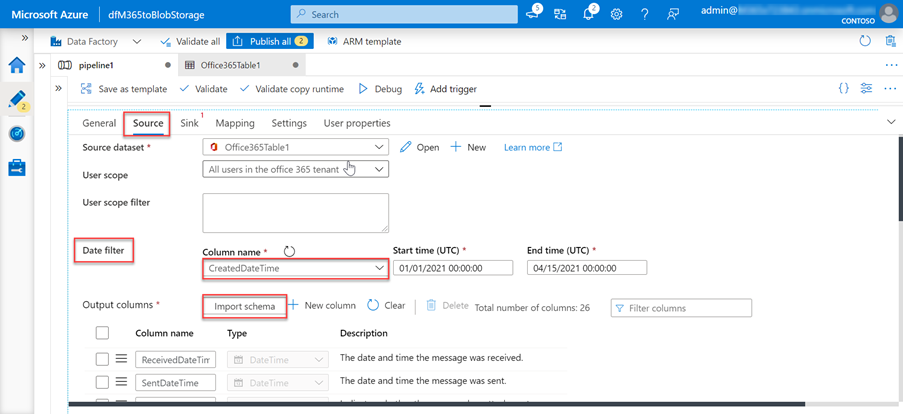 Microsoft Azure dfM365toBlobStorage Search 5 2 admin@ CONTOSO
» Data Factory Validate all Publish all 2 ARM template
» pipeline1 Office365Table1
» Save as template Validate Validate copy runtime Debug Add trigger
2
General Source Sink 1 Mapping Settings User properties
Source dataset * Office365Table1 Open New Learn more
User scope All users in the office 365 tenant
User scope filter
Date filter Column name * Start time (UTC) * End time (UTC) *
CreatedDateTime 01/01/2021 00:00:00 04/15/2021 00:00:00
Output columns * Import schema New column Clear Delete Total number of columns: 26 Filter columns
Column name Type Description
ReceivedDateTim DateTime The date and time the message was received.
SentDateTime DateTime The date and time the message was sent.